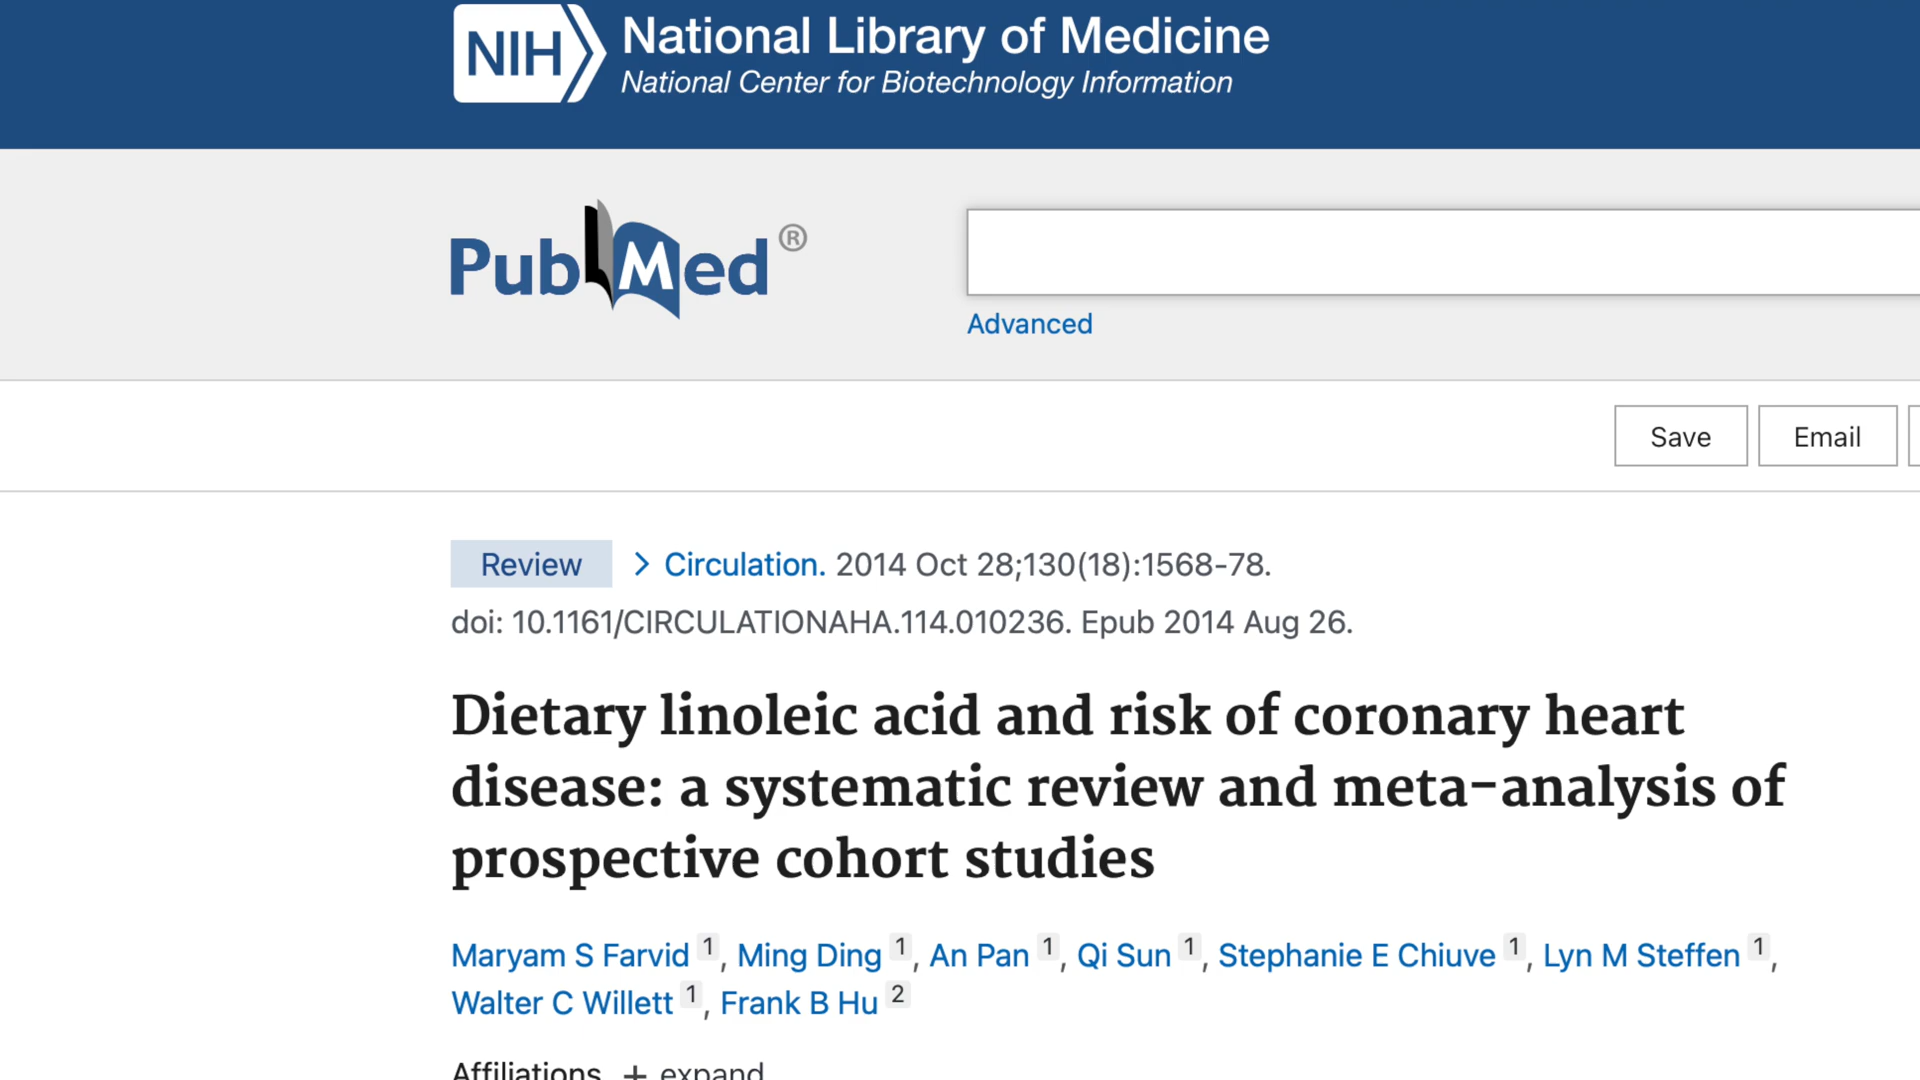 NIH National Library of Medicine
National Center for Biotechnology Information
PubMed®
Advanced
Save Email
Review > Circulation. 2014 Oct 28;130(18):1568-78.
doi: 10.1161/CIRCULATIONAHA.114.010236. Epub 2014 Aug 26.
Dietary linoleic acid and risk of coronary heart
disease: a systematic review and meta-analysis of
prospective cohort studies
Maryam S Farvid 1, Ming Ding 1, An Pan 1, Qi Sun 1, Stephanie E Chiuve 1, Lyn M Steffen 1,
Walter C Willett 1, Frank B Hu 2
Affiliations + expand